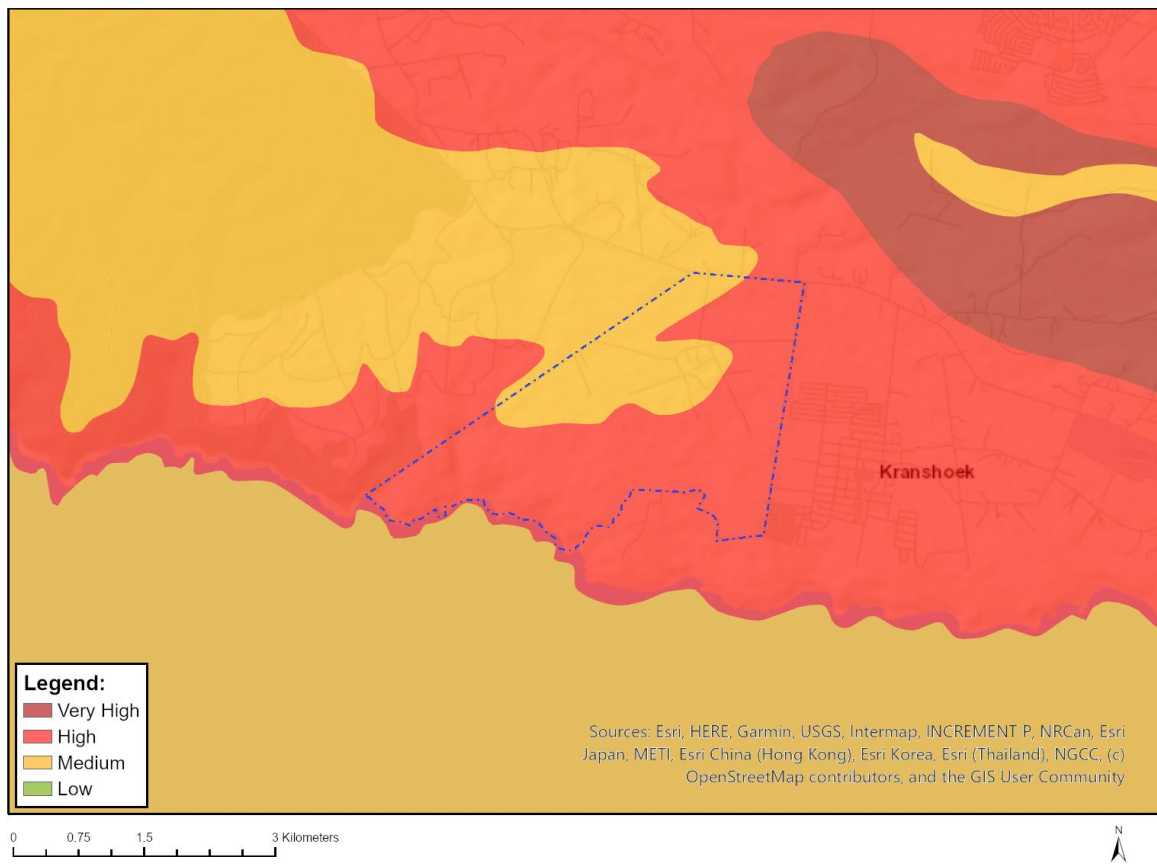 Kranshoek
Legend:
Very High
High
Medium
Low
Sources: Esri, HERE, Garmin, USGS, Intermap, INCREMENT P, NRCan, Esri
Japan, METI, Esri China (Hong Kong), Esri Korea, Esri (Thailand), NGCC, (c)
OpenStreetMap contributors, and the GIS User Community
0 0.75 1.5 3 Kilometers
N